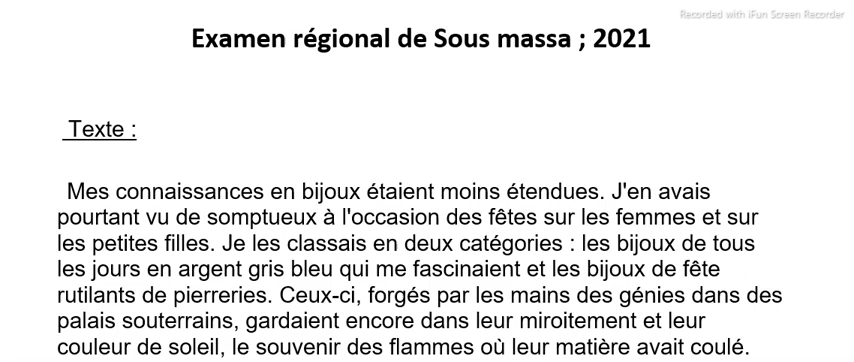 Recorded with iFun Screen Recorder
Examen régional de Sous massa ; 2021
Texte :
Mes connaissances en bijoux étaient moins étendues. J'en avais
pourtant vu de somptueux à l'occasion des fêtes sur les femmes et sur
les petites filles. Je les classais en deux catégories : les bijoux de tous
les jours en argent gris bleu qui me fascinaient et les bijoux de fête
rutilants de pierreries. Ceux-ci, forgés par les mains des génies dans des
palais souterrains, gardaient encore dans leur miroitement et leur
couleur de soleil, le souvenir des flammes où leur matière avait coulé.